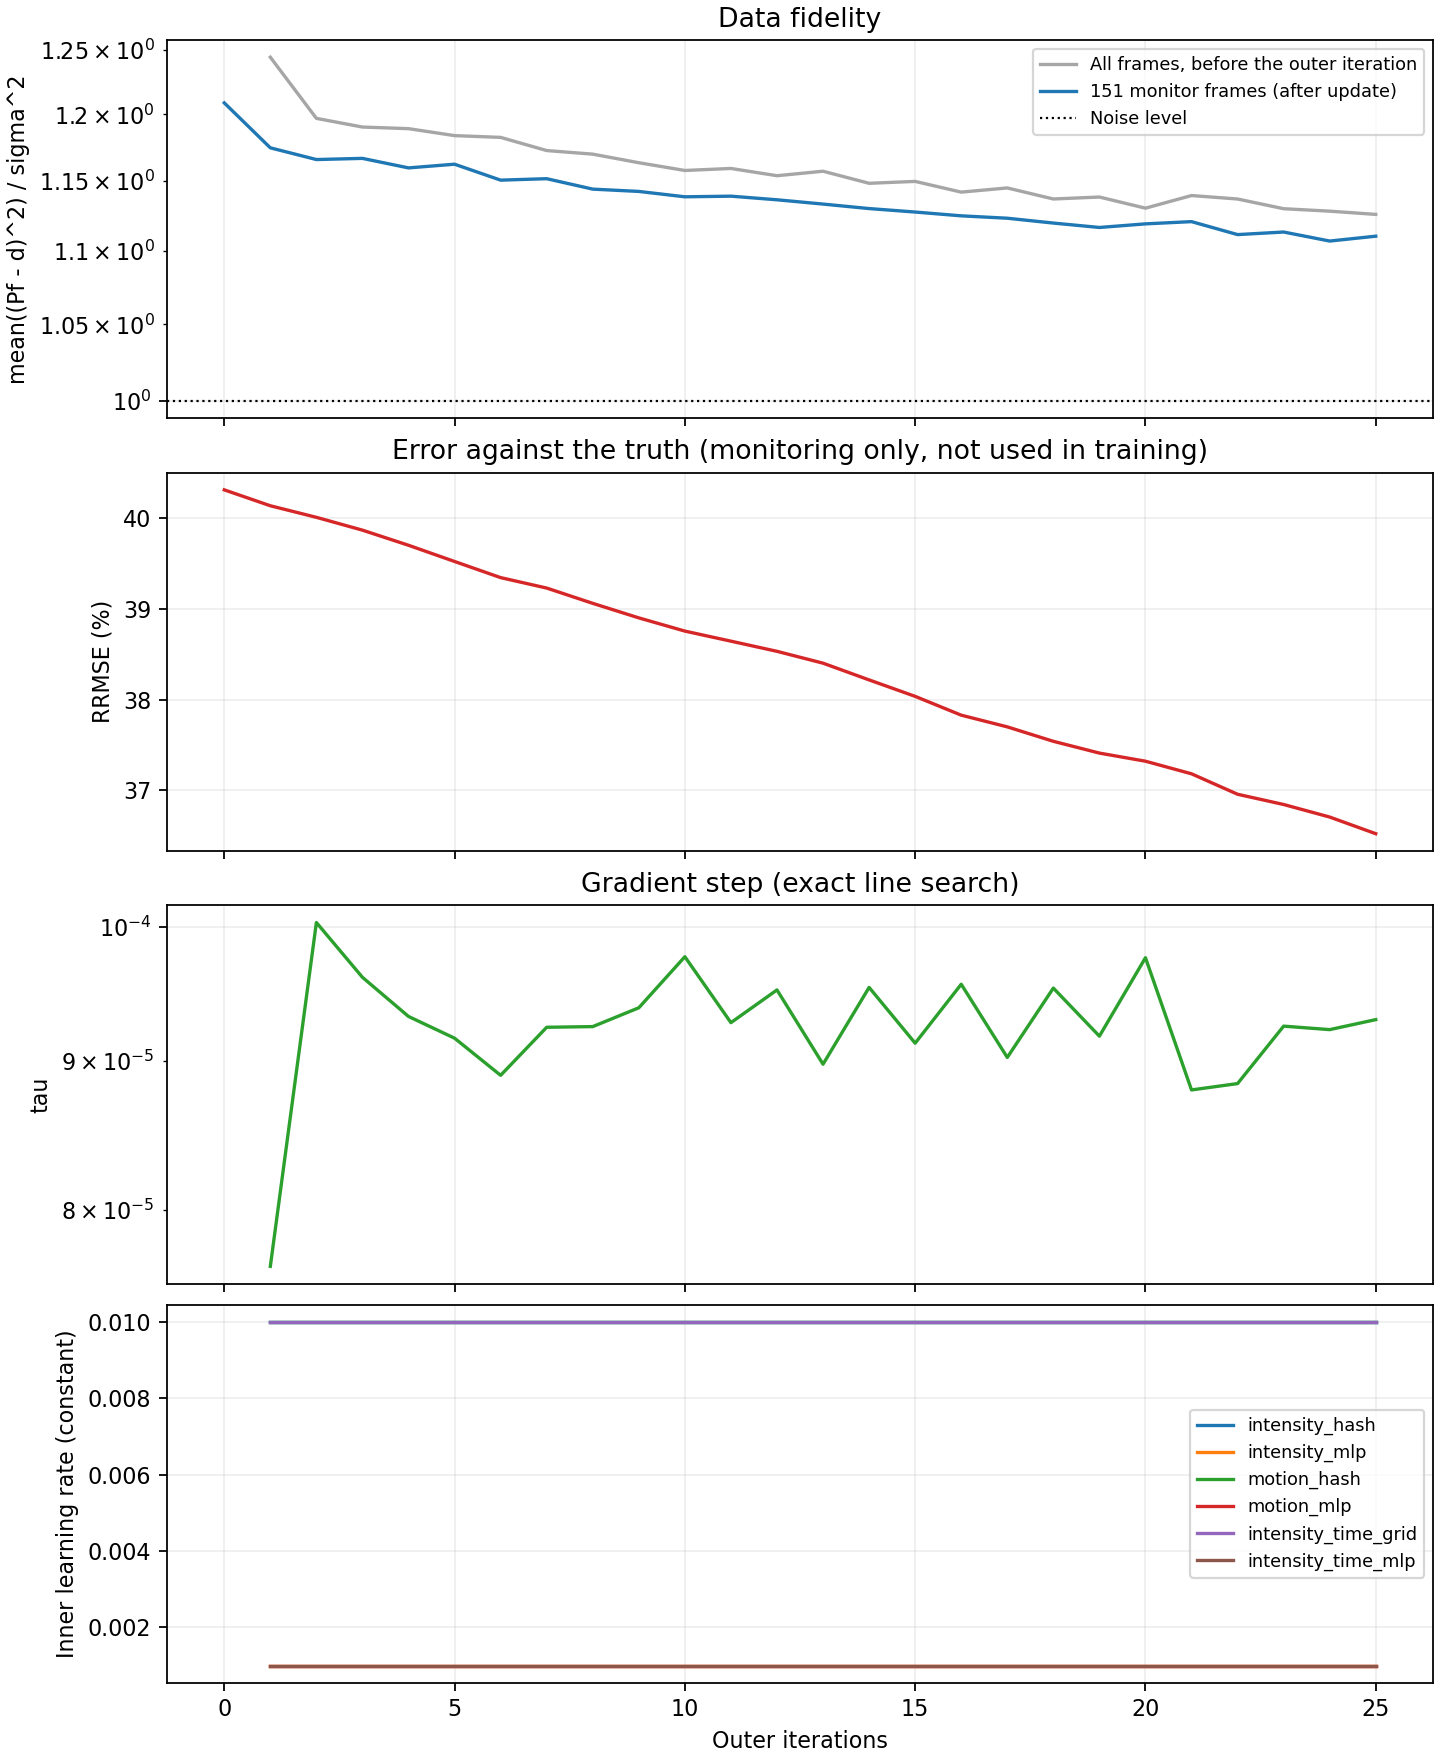 Data fidelity
mean((Pf - d)^2) / sigma^2
1.25 × 10⁰
1.2 × 10⁰
1.15 × 10⁰
1.1 × 10⁰
1.05 × 10⁰
10⁰
All frames, before the outer iteration
151 monitor frames (after update)
Noise level
Error against the truth (monitoring only, not used in training)
RRMSE (%)
40
39
38
37
Gradient step (exact line search)
tau
10⁻⁴
9 × 10⁻⁵
8 × 10⁻⁵
Inner learning rate (constant)
0.010
0.008
0.006
0.004
0.002
intensity_hash
intensity_mlp
motion_hash
motion_mlp
intensity_time_grid
intensity_time_mlp
0 5 10 15 20 25
Outer iterations